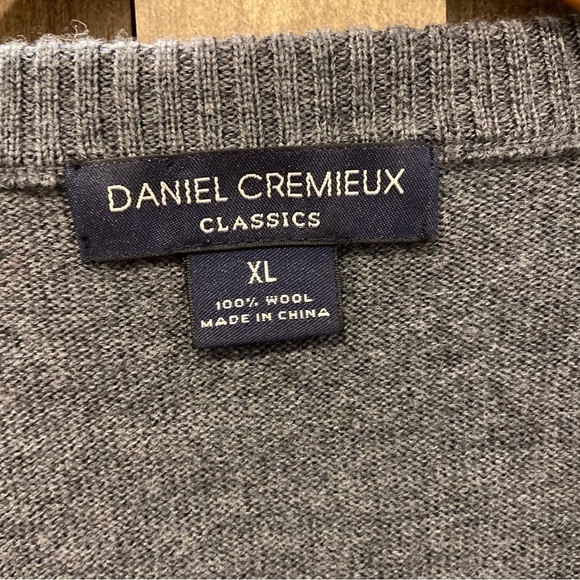 DANIEL CREMIEUX
CLASSICS
XL
100% WOOL
MADE IN CHINA